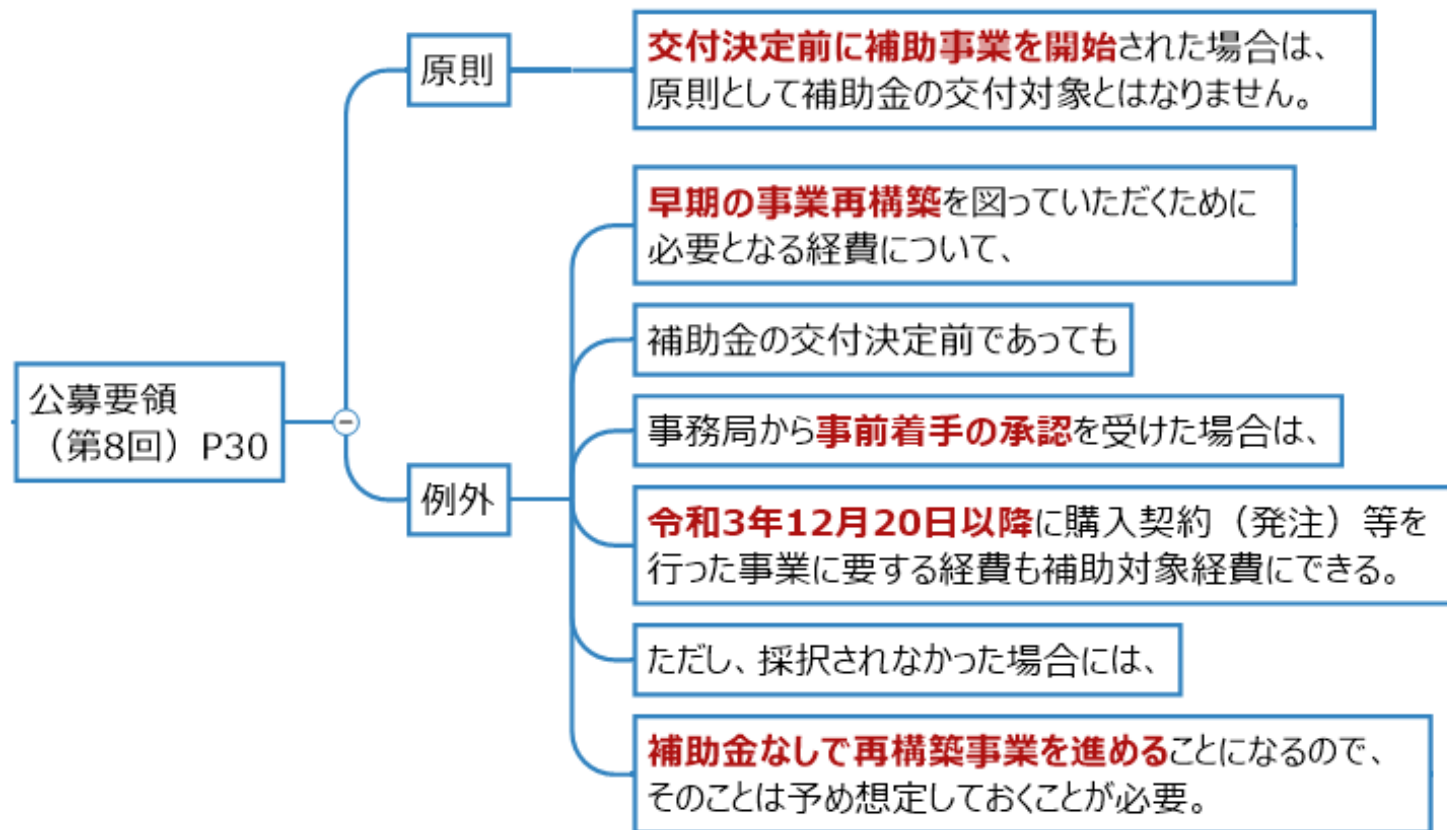 公募要領
（第8回）P30
原則
交付決定前に補助事業を開始された場合は、
原則として補助金の交付対象とはなりません。
例外
早期の事業再構築を図っていただくために
必要となる経費について、
補助金の交付決定前であっても
事務局から事前着手の承認を受けた場合は、
令和3年12月20日以降に購入契約（発注）等を
行った事業に要する経費も補助対象経費にできる。
ただし、採択されなかった場合には、
補助金なしで再構築事業を進めることになるので、
そのことは予め想定しておくことが必要。